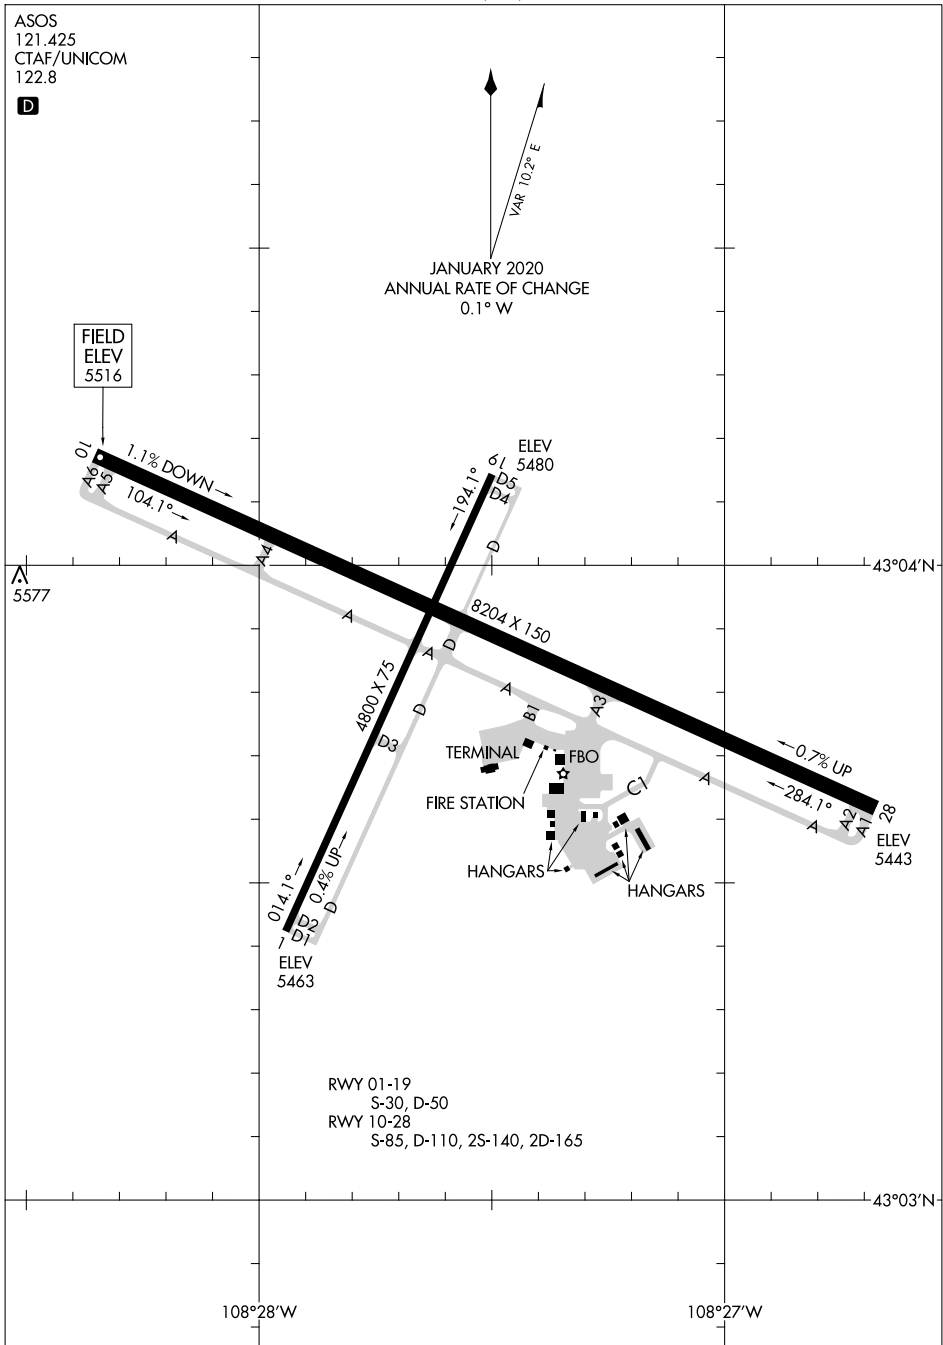 ASOS
121.425
CTAF/UNICOM
122.8
D
VAR 10.2° E
JANUARY 2020
ANNUAL RATE OF CHANGE
0.1° W
FIELD
ELEV
5516
10
1.1% DOWN
104.1°
A6
A5
A
A4
19
ELEV
5480
D5
D4
194.1°
D
43°04'N
5577
A
8204 X 150
A
D
A
4800 X 75
D
D3
B1
A3
TERMINAL
FBO
FIRE STATION
C1
A
0.7% UP
284.1°
A
A2
A1
28
ELEV
5443
HANGARS
HANGARS
014.1°
0.4% UP
D
D2
D1
1
ELEV
5463
RWY 01-19
S-30, D-50
RWY 10-28
S-85, D-110, 2S-140, 2D-165
43°03'N
108°28'W
108°27'W